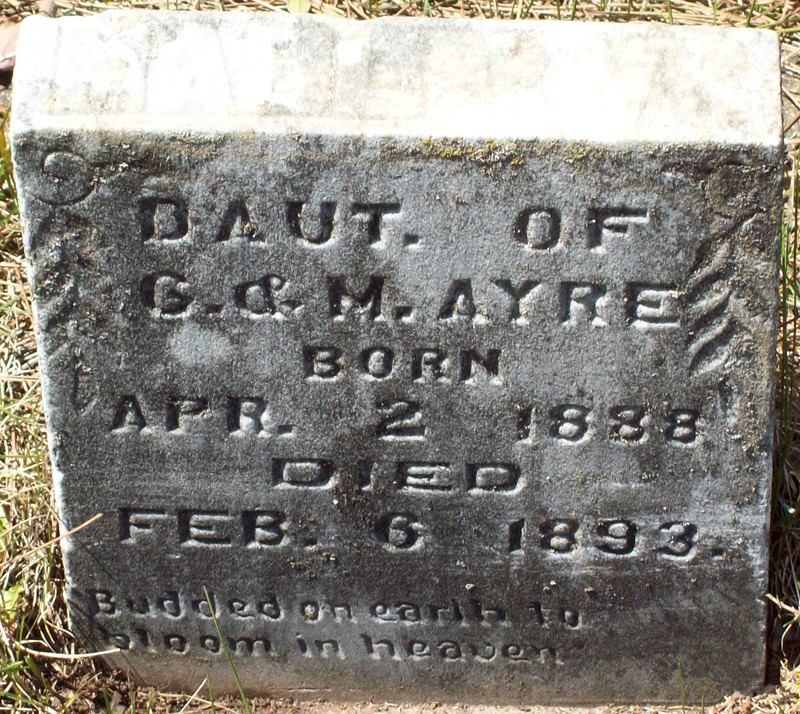 DAUT. OF
G. & M. AYRE
BORN
APR. 2 1888
DIED
FEB. 6 1893.
Budded on earth to
bloom in heaven